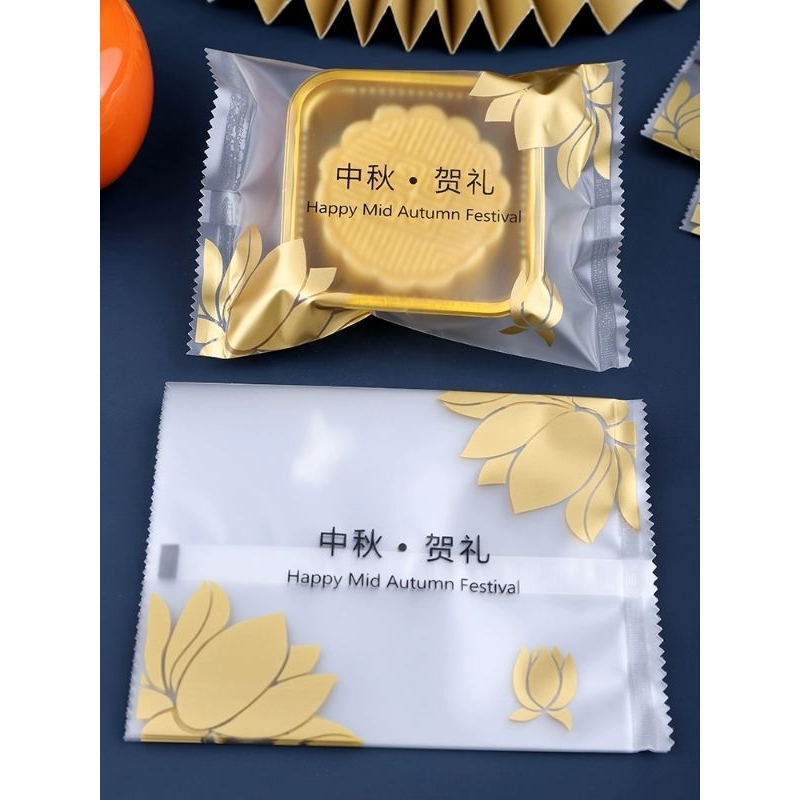 中秋 • 贺礼
Happy Mid Autumn Festival
中秋 • 贺礼
Happy Mid Autumn Festival